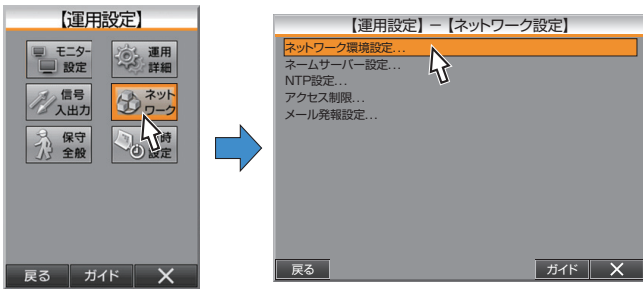 【運用設定】
モニター
設定
運用
詳細
信号
入出力
ネット
ワーク
保守
全般
時
設定
戻る
ガイド
【運用設定】－【ネットワーク設定】
ネットワーク環境設定...
ネームサーバー設定...
NTP設定...
アクセス制限...
メール発報設定...
戻る
ガイド